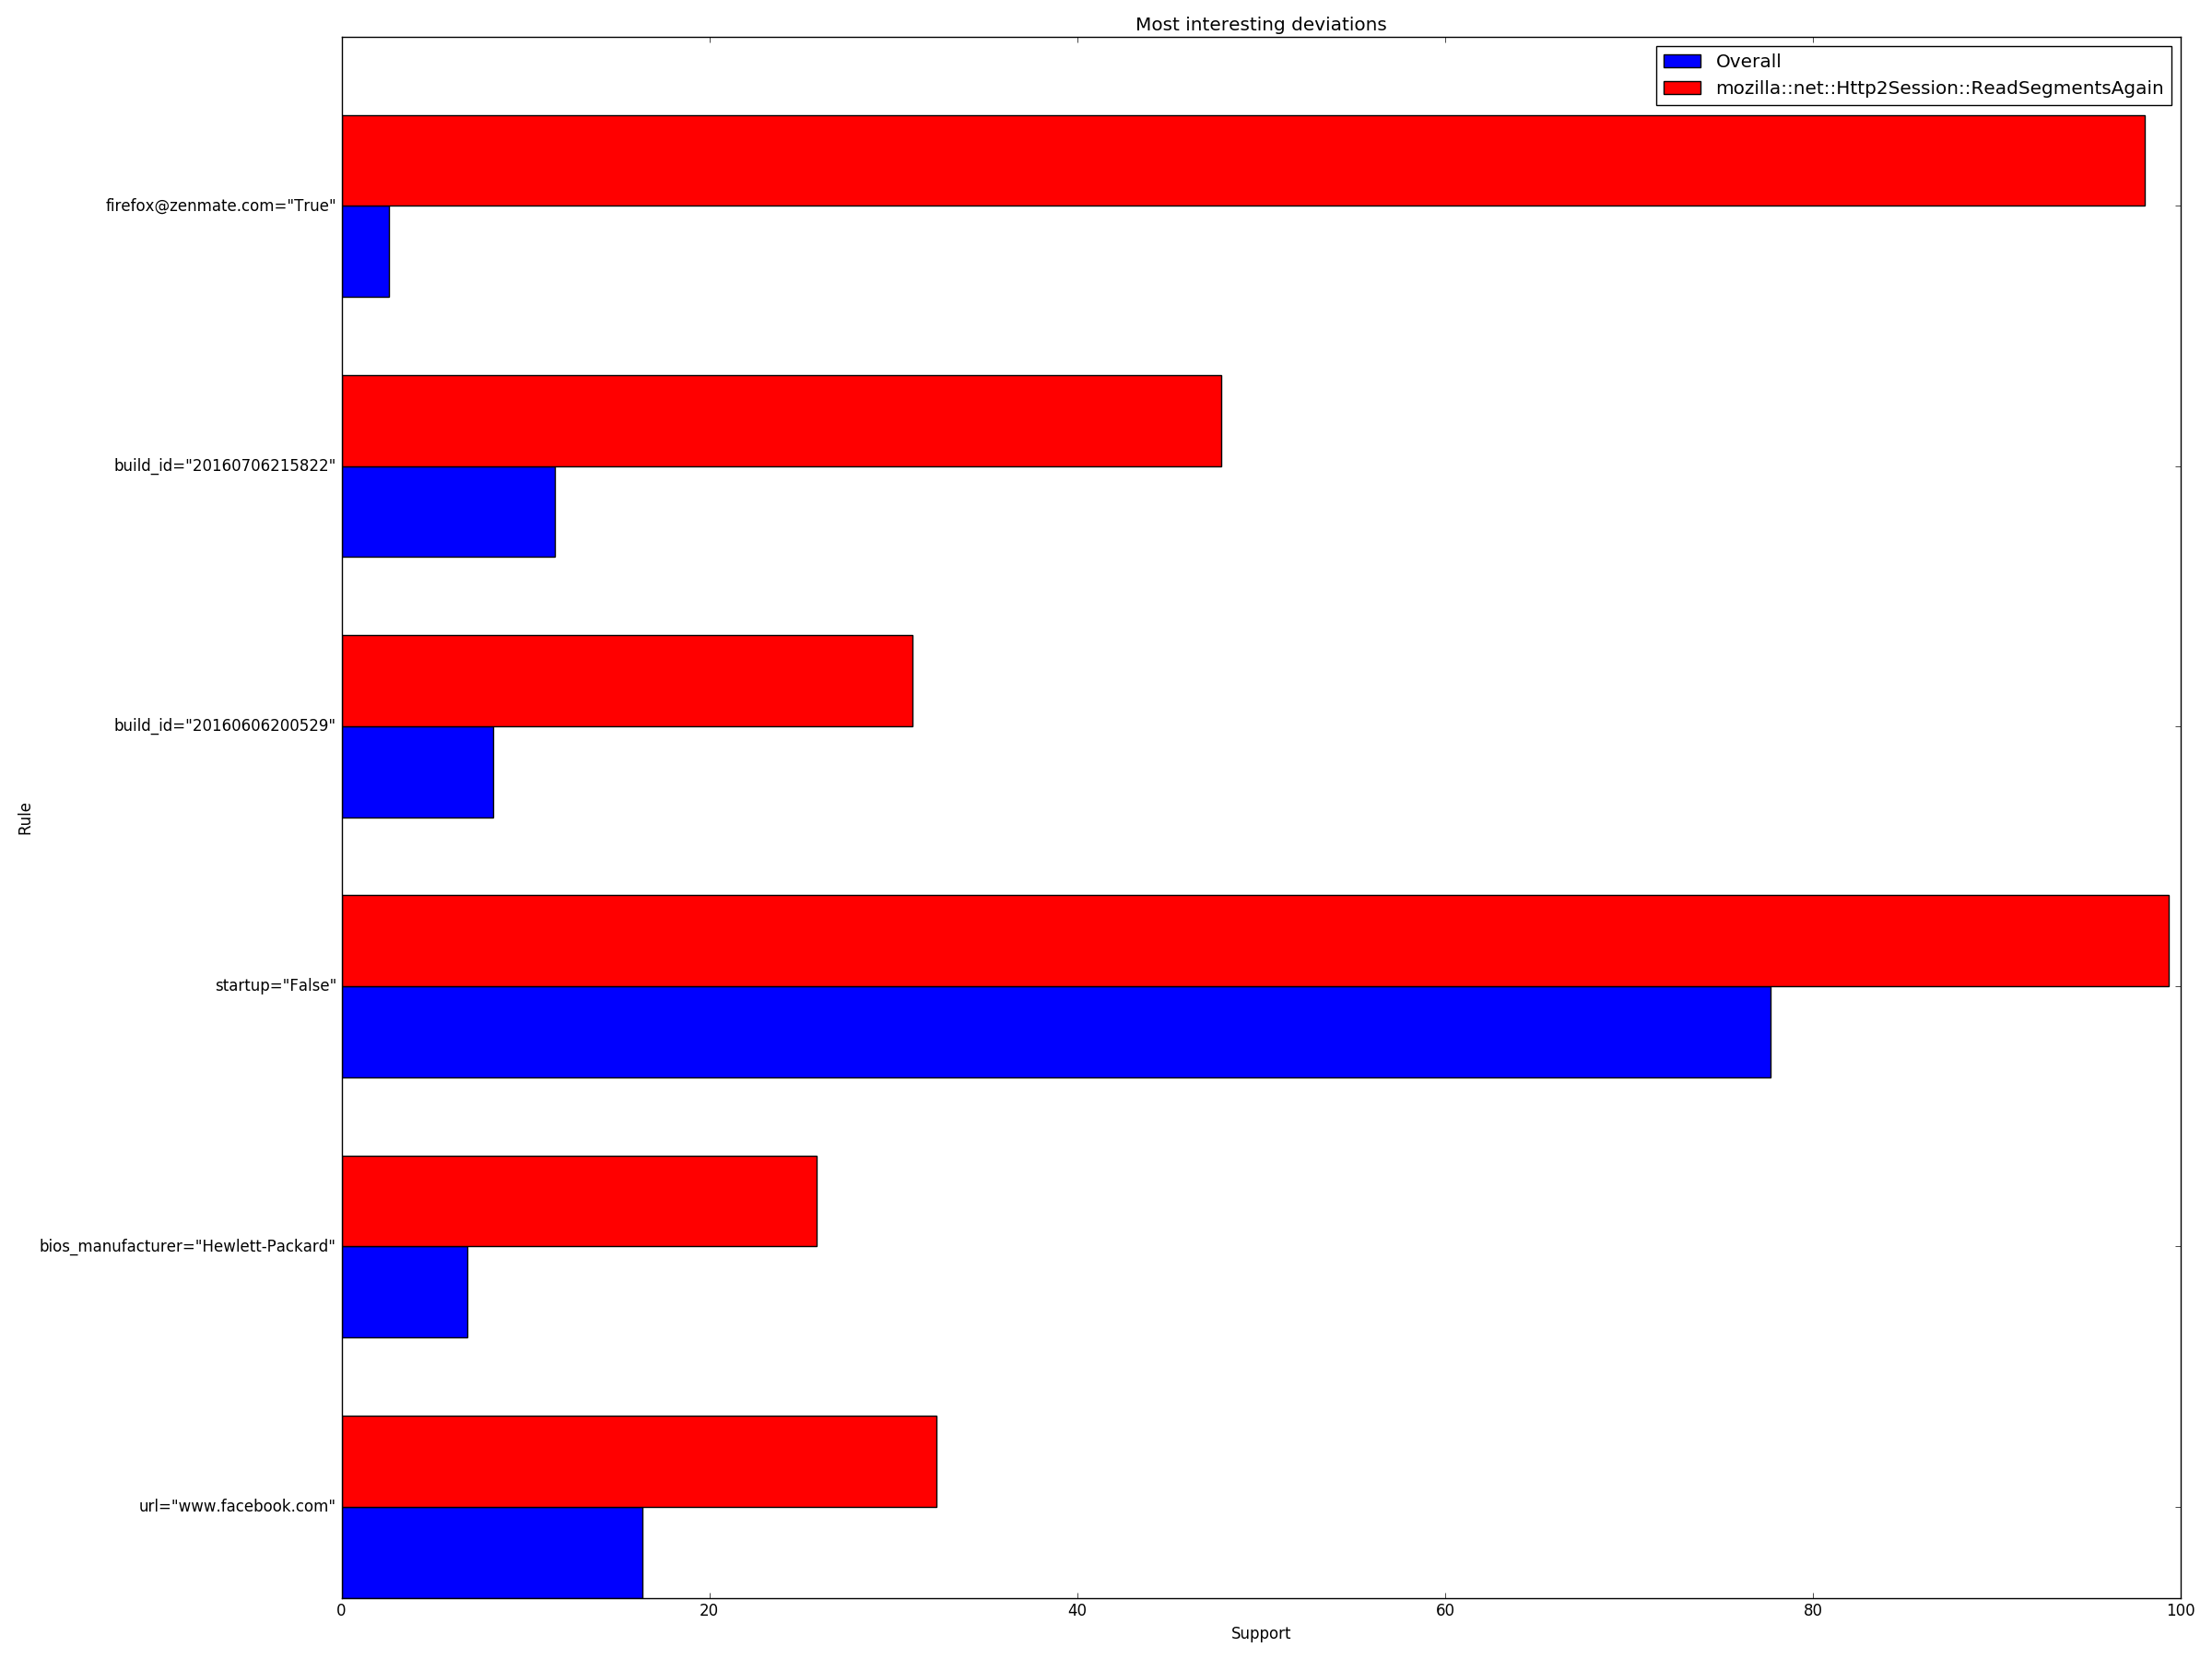 Most interesting deviations
Overall
mozilla::net::Http2Session::ReadSegmentsAgain
firefox@zenmate.com="True"
build_id="20160706215822"
build_id="20160606200529"
Rule
startup="False"
bios_manufacturer="Hewlett-Packard"
url="www.facebook.com"
0 20 40 60 80 100
Support